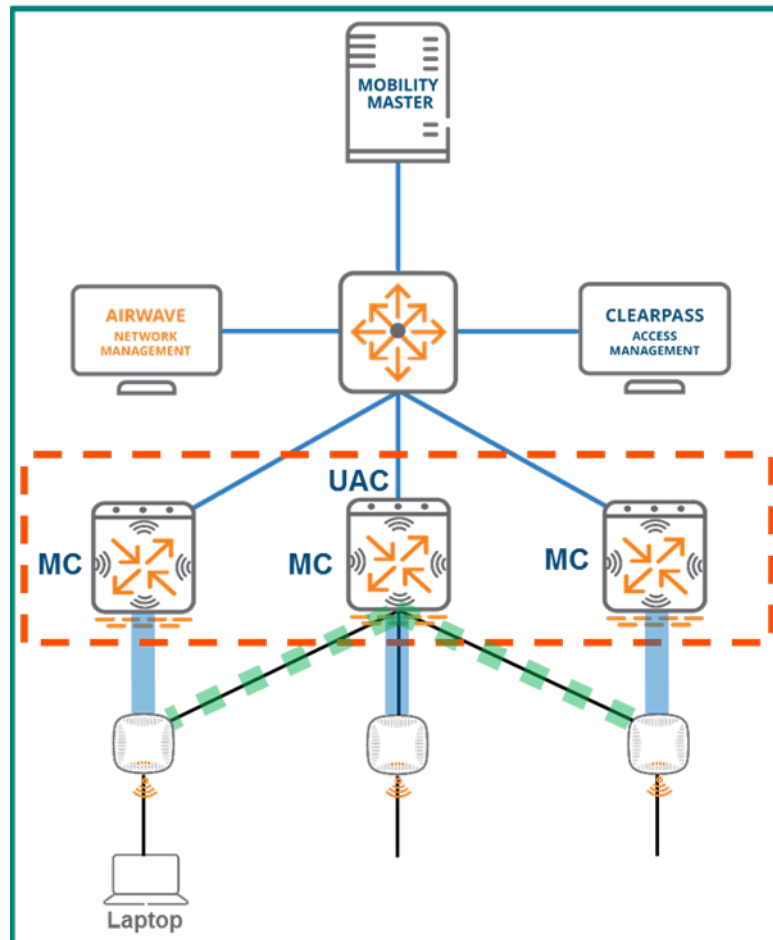 MOBILITY
MASTER
AIRWAVE
NETWORK
MANAGEMENT
CLEARPASS
ACCESS
MANAGEMENT
UAC
MC
MC
MC
Laptop